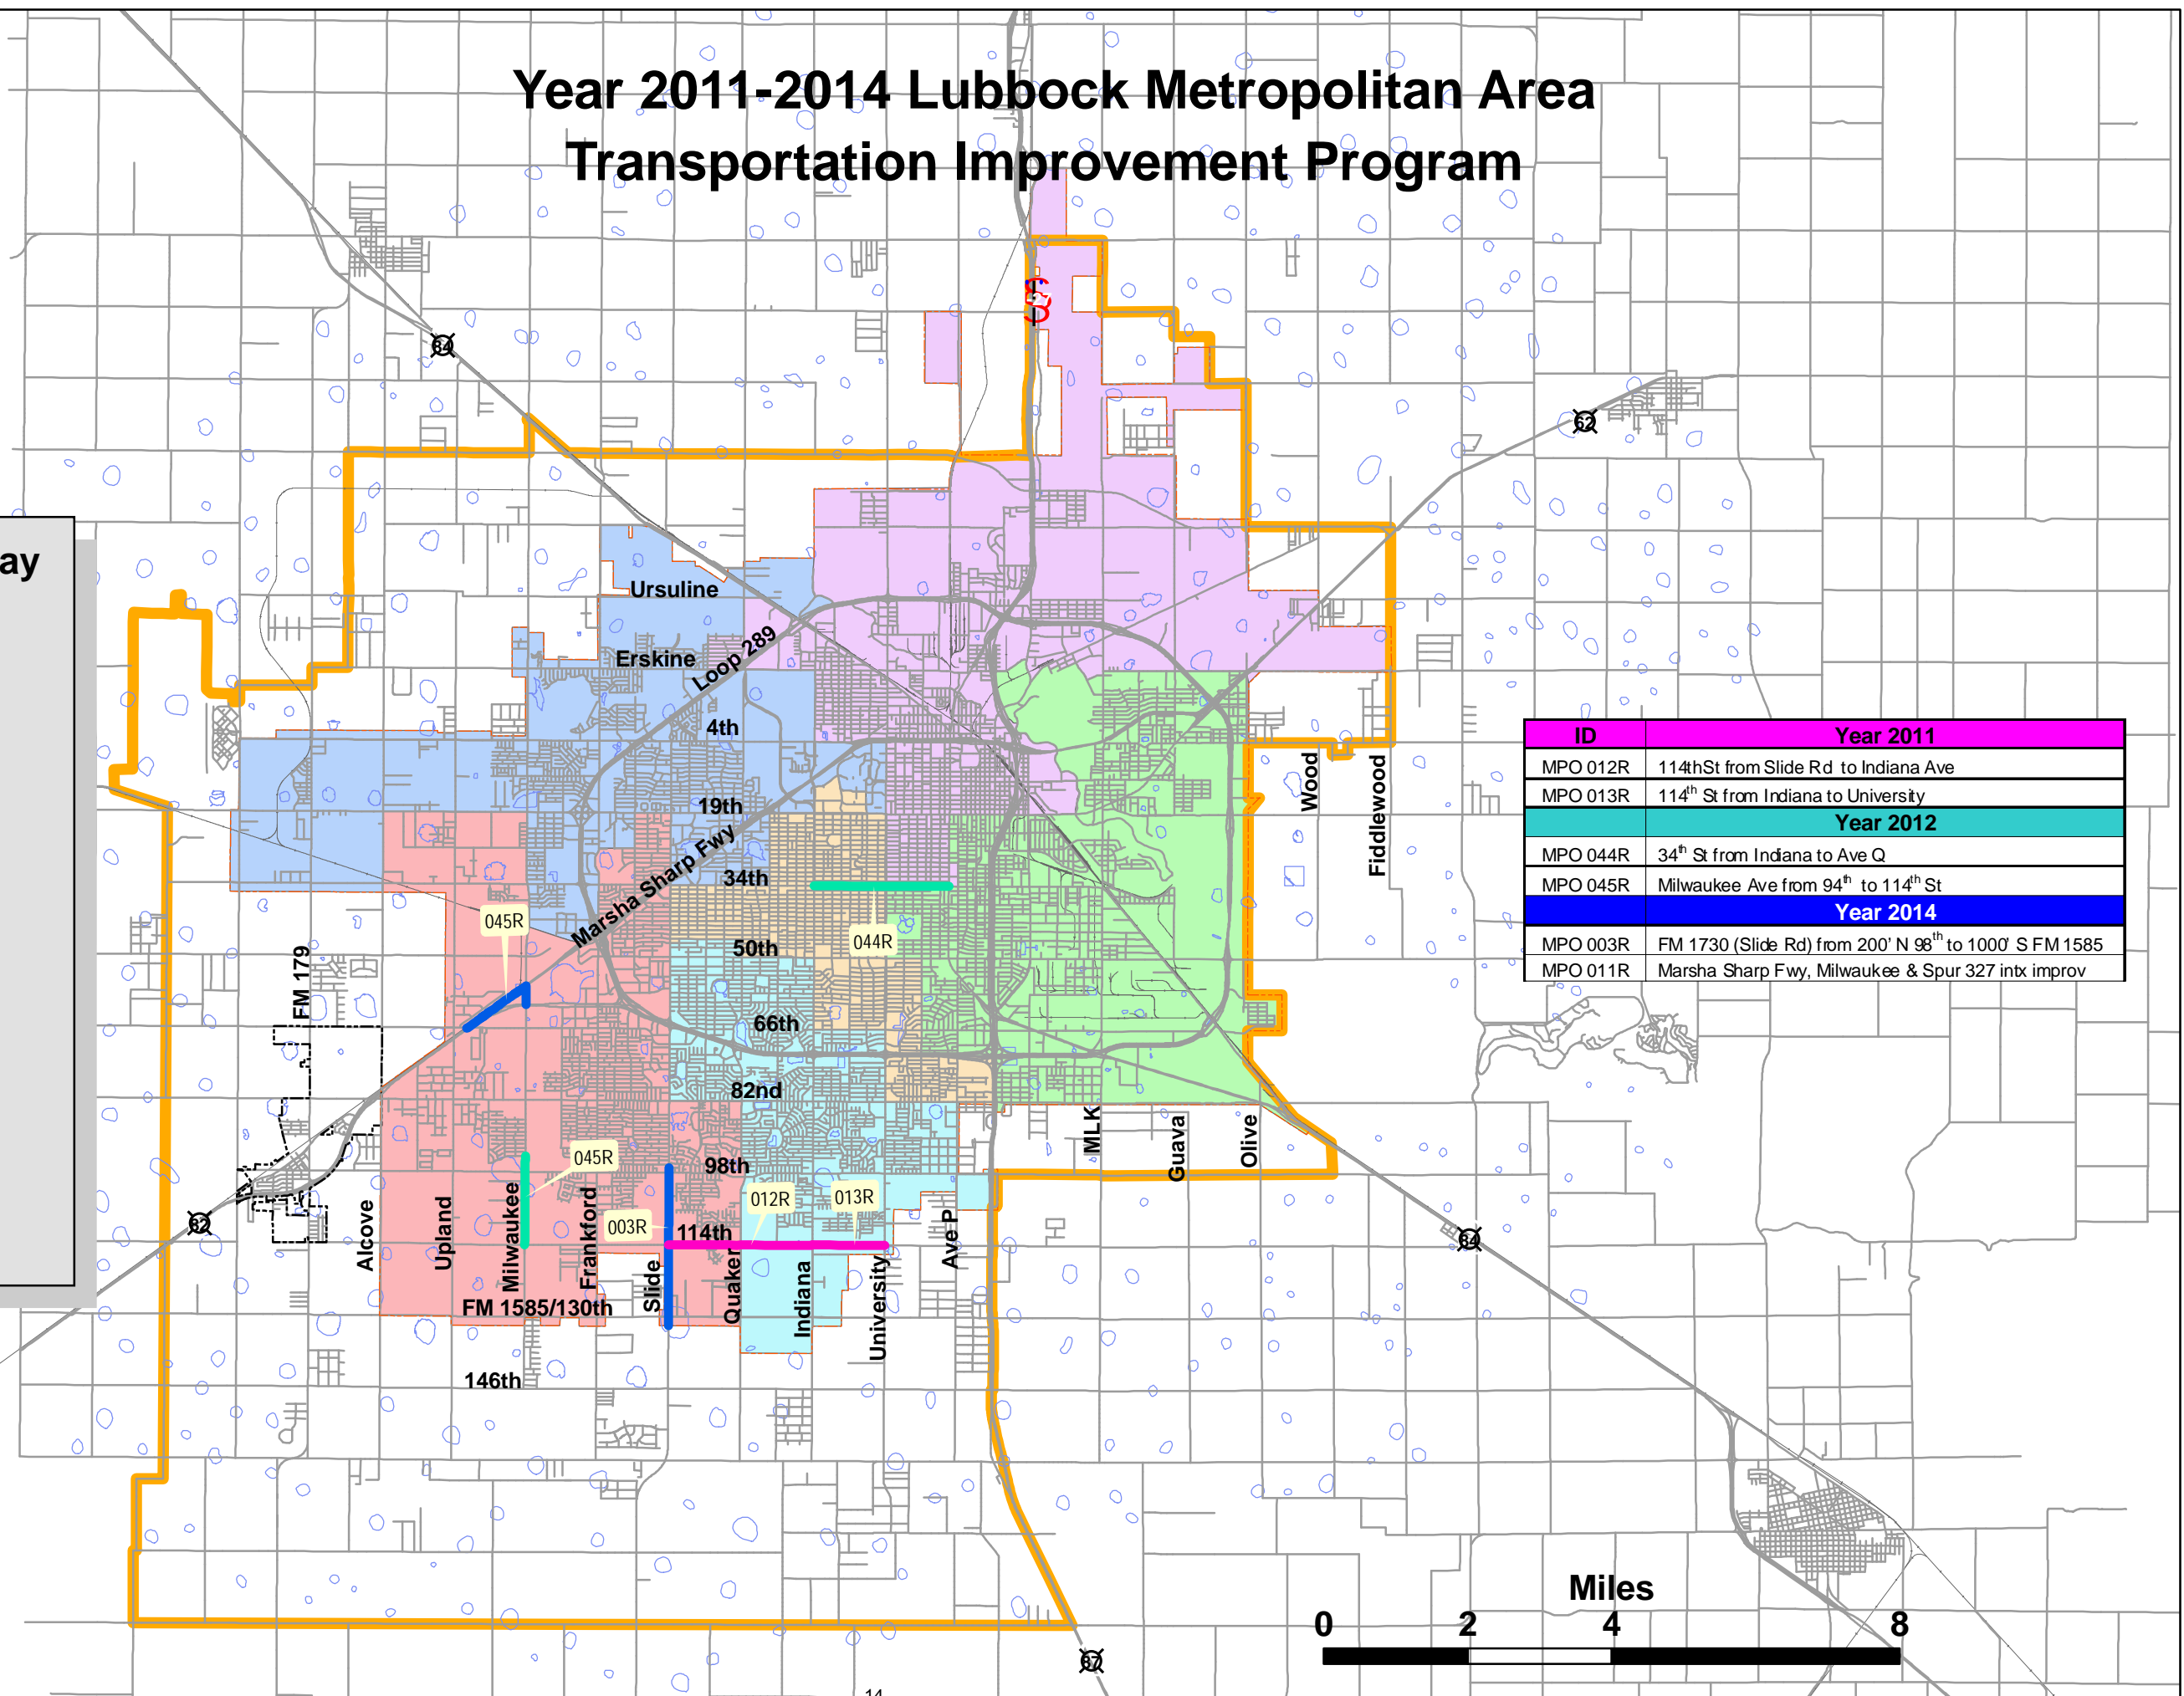 Year 2011-2014 Lubbock Metropolitan Area
Transportation Improvement Program
84
62
ay
Ursuline
Erskine
Loop 289
4th
19th
Marsha Sharp Fwy
34th
50th
66th
82nd
98th
114th
FM 1585/130th
146th
FM 179
Alcove
Upland
Milwaukee
Frankford
Slide
Quaker
Indiana
University
Ave P
MLK
Guava
Olive
Wood
Fiddlewood
045R
044R
045R
003R
012R
013R
ID Year 2011
MPO 012R 114thSt from Slide Rd to Indiana Ave
MPO 013R 114th St from Indiana to University
Year 2012
MPO 044R 34th St from Indiana to Ave Q
MPO 045R Milwaukee Ave from 94th to 114th St
Year 2014
MPO 003R FM 1730 (Slide Rd) from 200' N 98th to 1000' S FM 1585
MPO 011R Marsha Sharp Fwy, Milwaukee & Spur 327 intx improv
82
84
87
Miles
0 2 4 8